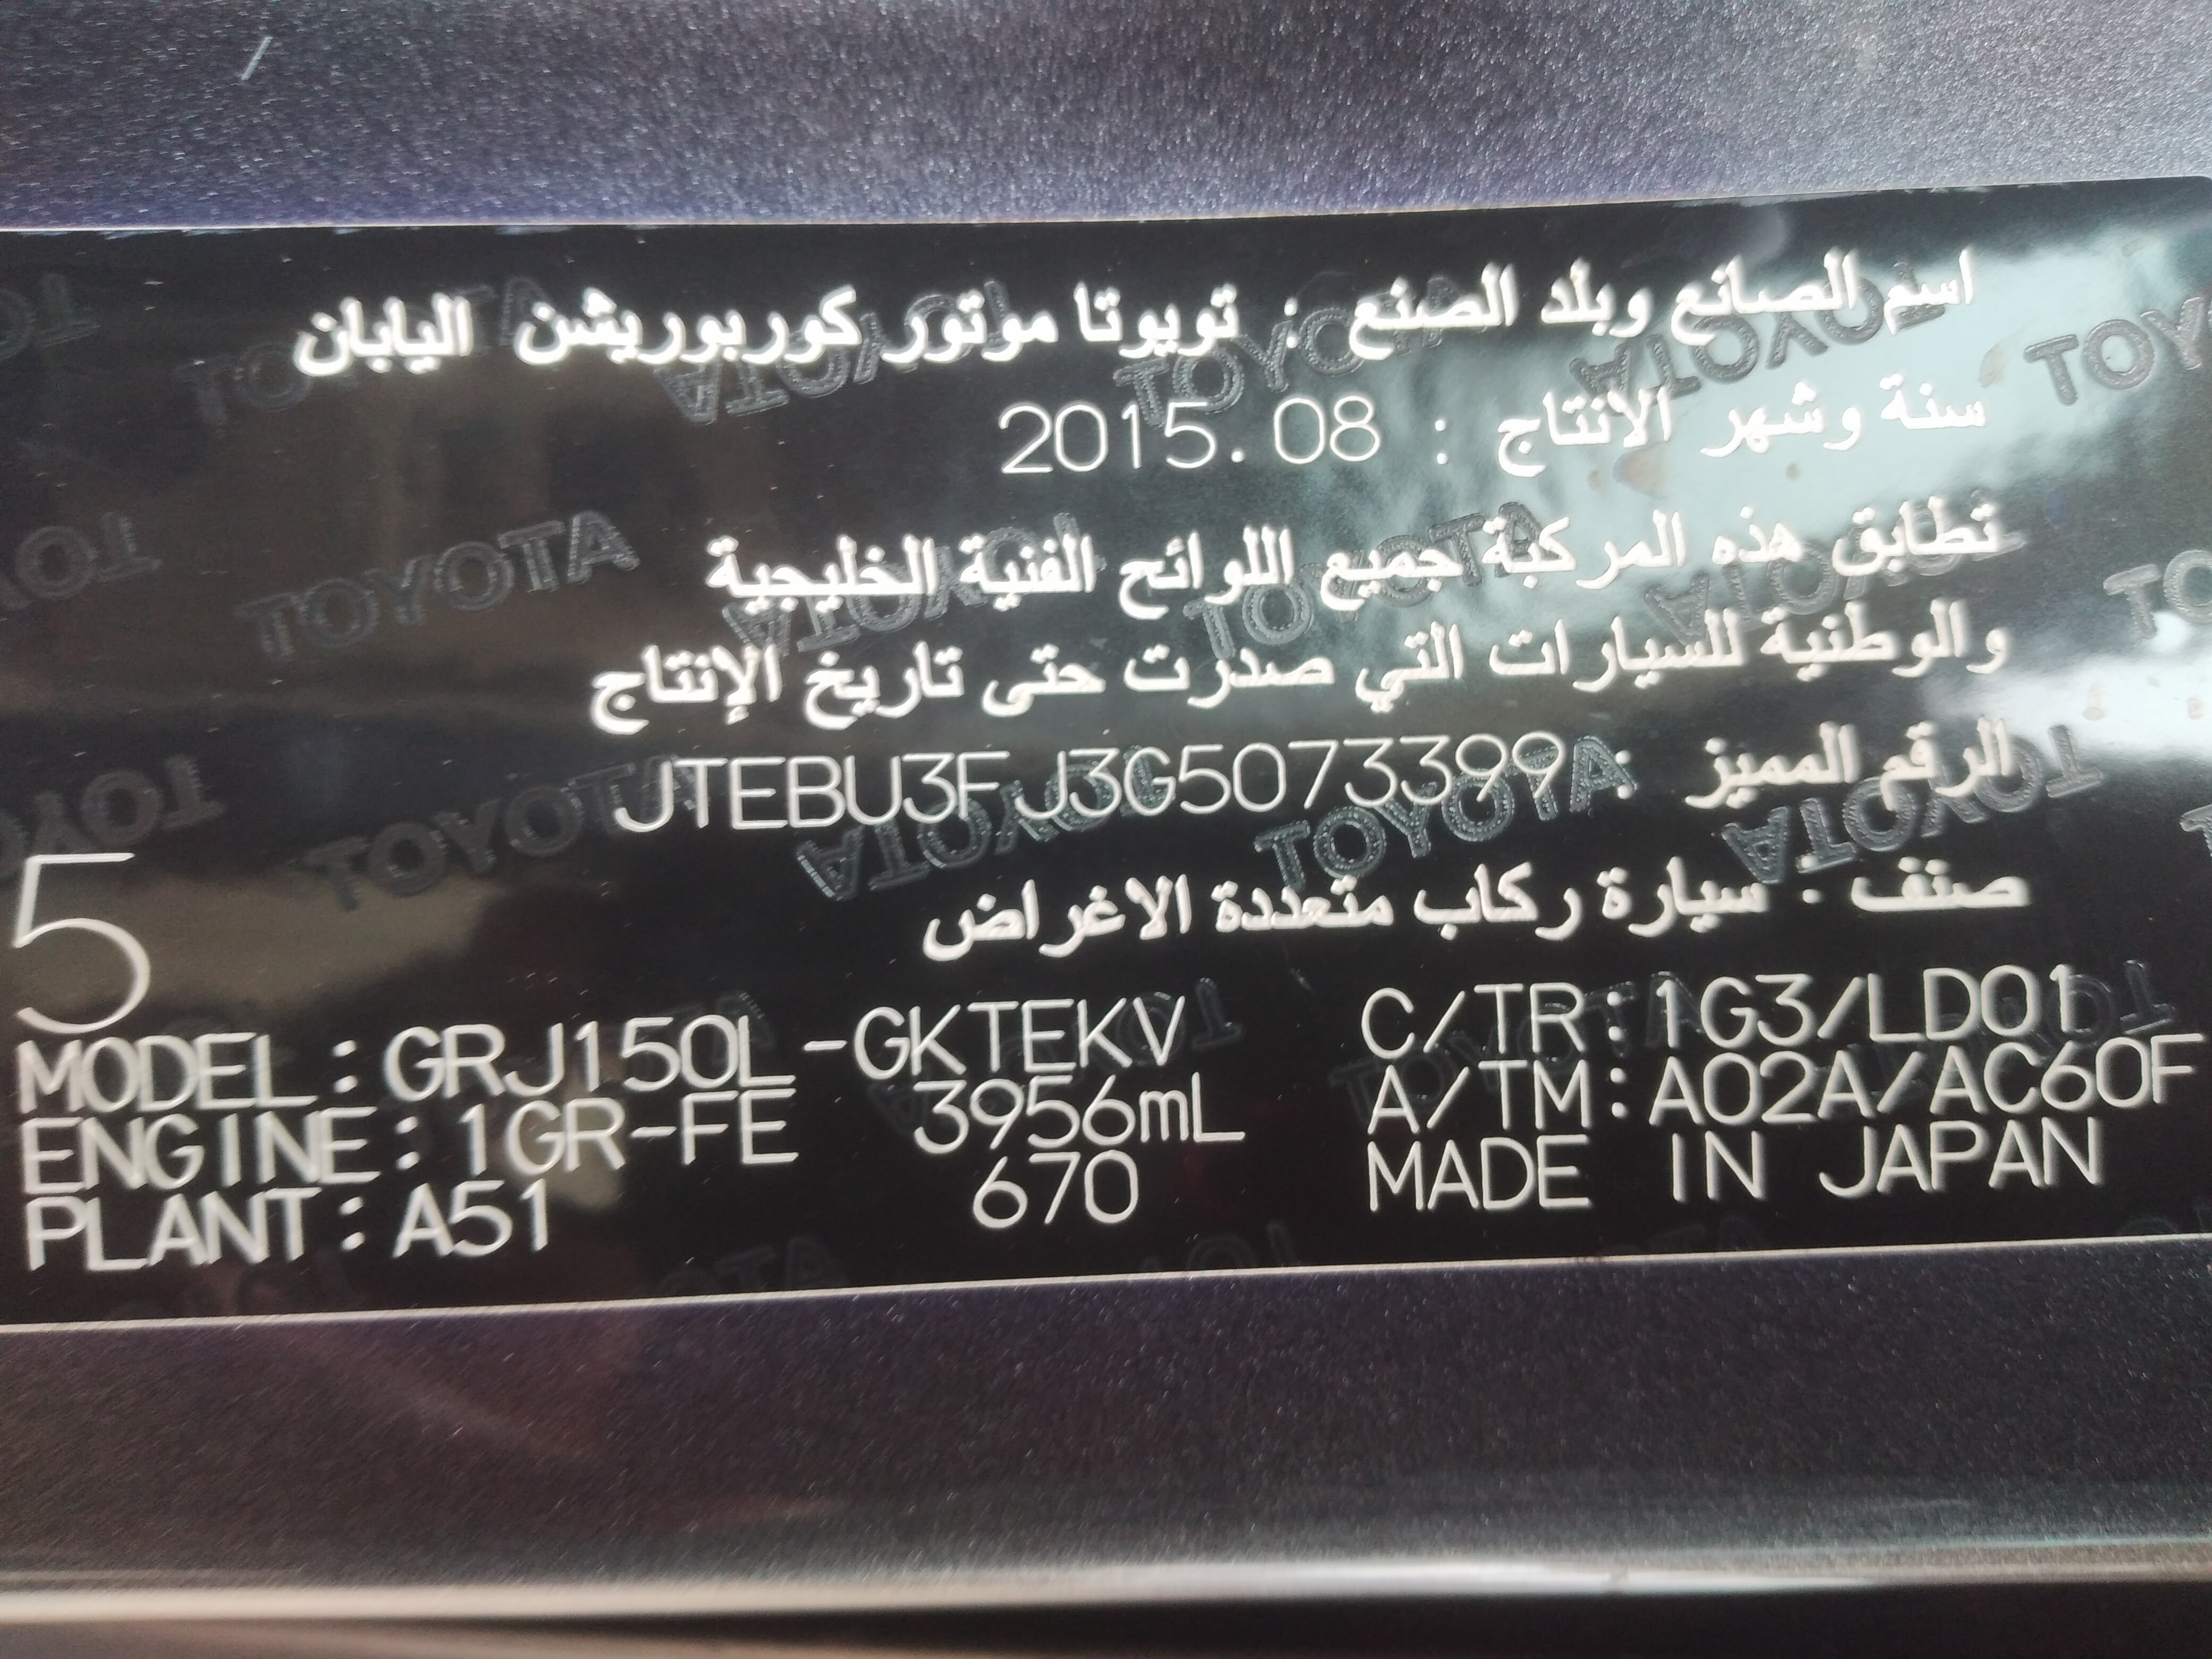 اسم الصانع وبلد الصنع : تويوتا موتور كوربوريشن اليابان
سنة وشهر الانتاج : 2015.08
تطابق هذه المركبة جميع اللوائح الفنية الخليجية
والوطنية للسيارات التي صدرت حتى تاريخ الإنتاج
الرقم المميز : JTEBU3FJ3G5073399
صنف : سيارة ركاب متعددة الاغراض
5
MODEL:GRJ150L-GKTEKV C/TR:1G3/LD01
ENGINE:1GR-FE 3956mL A/TM:A02A/AC60F
PLANT:A51 670 MADE IN JAPAN